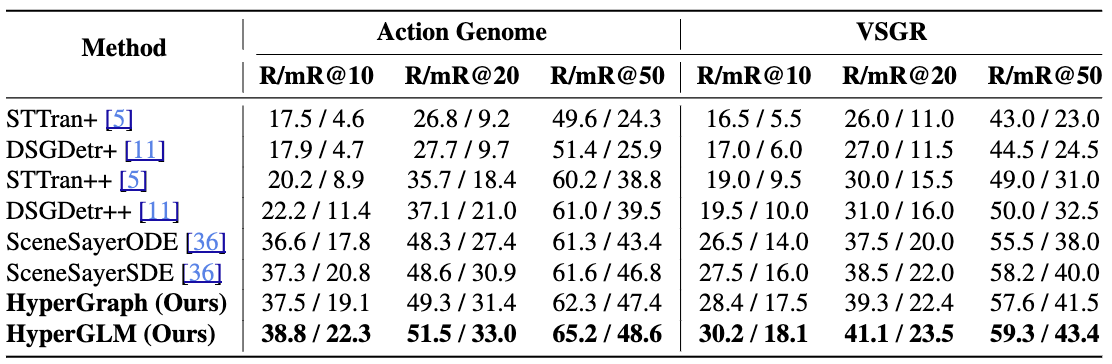 Method Action Genome VSGR
R/mR@10 R/mR@20 R/mR@50 R/mR@10 R/mR@20 R/mR@50
STTran+ [5] 17.5 / 4.6 26.8 / 9.2 49.6 / 24.3 16.5 / 5.5 26.0 / 11.0 43.0 / 23.0
DSGDetr+ [11] 17.9 / 4.7 27.7 / 9.7 51.4 / 25.9 17.0 / 6.0 27.0 / 11.5 44.5 / 24.5
STTran++ [5] 20.2 / 8.9 35.7 / 18.4 60.2 / 38.8 19.0 / 9.5 30.0 / 15.5 49.0 / 31.0
DSGDetr++ [11] 22.2 / 11.4 37.1 / 21.0 61.0 / 39.5 19.5 / 10.0 31.0 / 16.0 50.0 / 32.5
SceneSayerODE [36] 36.6 / 17.8 48.3 / 27.4 61.3 / 43.4 26.5 / 14.0 37.5 / 20.0 55.5 / 38.0
SceneSayerSDE [36] 37.3 / 20.8 48.6 / 30.9 61.6 / 46.8 27.5 / 16.0 38.5 / 22.0 58.2 / 40.0
HyperGraph (Ours) 37.5 / 19.1 49.3 / 31.4 62.3 / 47.4 28.4 / 17.5 39.3 / 22.4 57.6 / 41.5
HyperGLM (Ours) 38.8 / 22.3 51.5 / 33.0 65.2 / 48.6 30.2 / 18.1 41.1 / 23.5 59.3 / 43.4